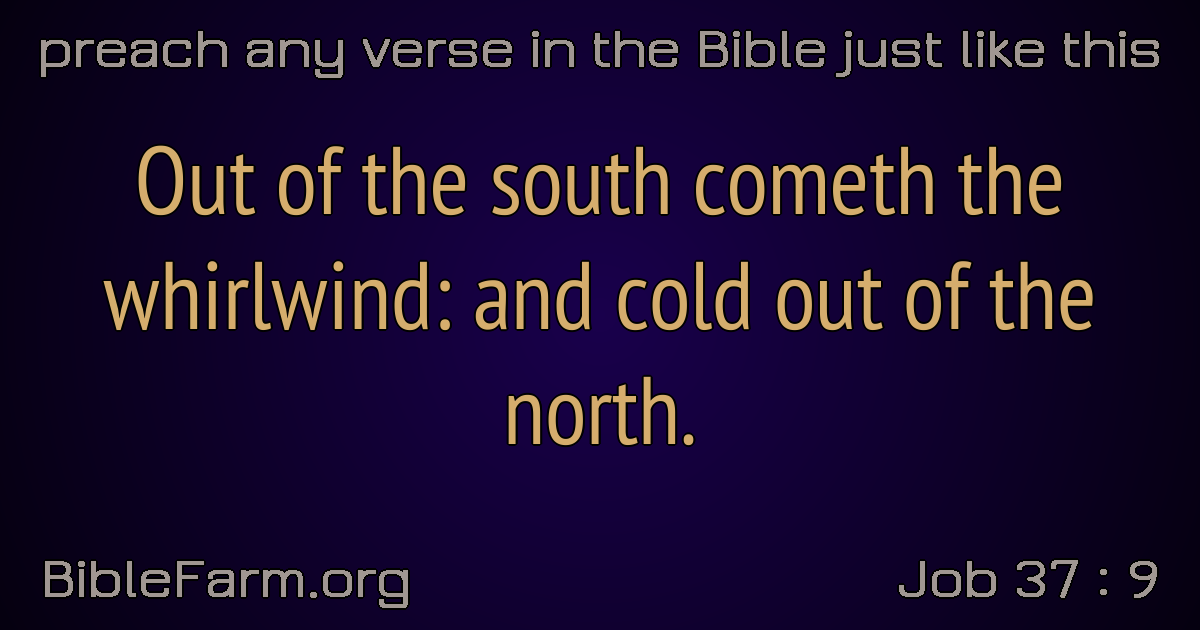 preach any verse in the Bible just like this
Out of the south cometh the
whirlwind: and cold out of the
north.
BibleFarm.org
Job 37 : 9